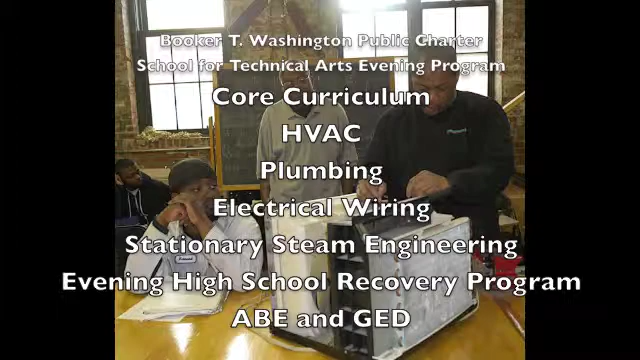 Booker T. Washington Public Charter
School for Technical Arts Evening Program
Core Curriculum
HVAC
Plumbing
Electrical Wiring
Stationary Steam Engineering
Evening High School Recovery Program
ABE and GED